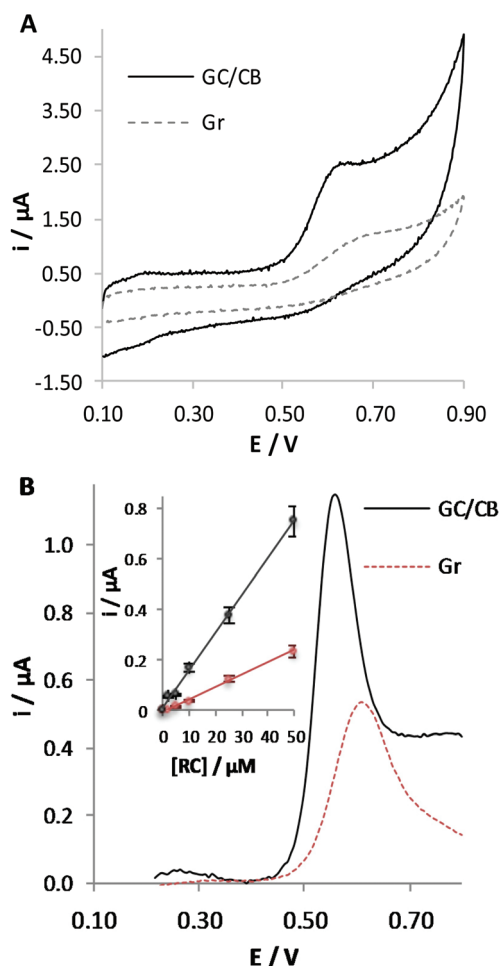 A
4.50
3.50
2.50
1.50
0.50
-0.50
-1.50
i / µA
GC/CB
Gr
0.10 0.30 0.50 0.70 0.90
E / V
B
1.0
0.8
0.6
0.4
0.2
0.0
i / µA
GC/CB
Gr
0.8
0.6
0.4
0.2
0
i / µA
0 10 20 30 40 50
[RC] / µM
0.10 0.30 0.50 0.70
E / V